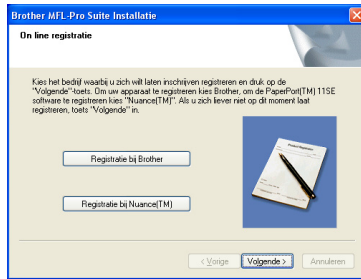 Brother MFL-Pro Suite Installatie
On line registratie
Kies het bedrijf waarbij u zich wilt laten inschrijven registreren en druk op de
"Volgende"-toets. Om uw apparaat te registreren kies Brother, om de PaperPort(TM) 11SE
software te registreren kies "Nuance(TM)". Als u zich liever niet op dit moment laat
registreren, toets "Volgende" in.
Registratie bij Brother
Registratie bij Nuance(TM)
< Vorige
Volgende >
Annuleren